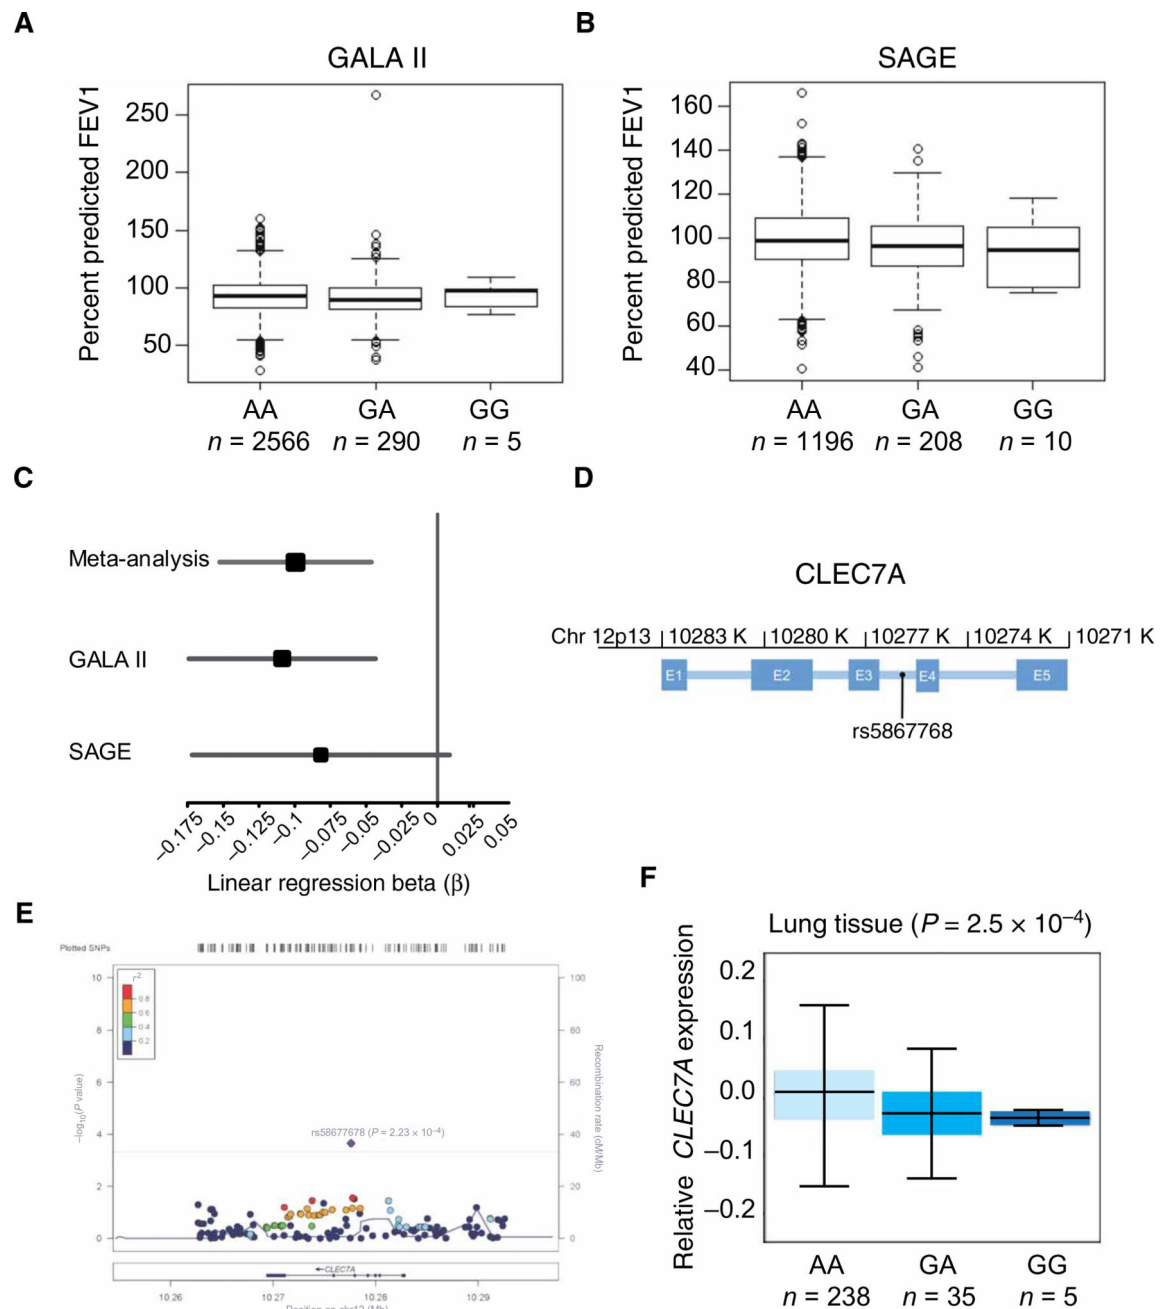 A
GALA II
Percent predicted FEV1
250
200
150
100
50
AA GA GG
n = 2566 n = 290 n = 5
B
SAGE
Percent predicted FEV1
160
140
120
100
80
60
40
AA GA GG
n = 1196 n = 208 n = 10
C
Meta-analysis
GALA II
SAGE
−0.175 −0.15 −0.125 −0.1 −0.075 −0.05 −0.025 0 0.025 0.05
Linear regression beta (β)
D
CLEC7A
Chr 12p13 10283 K 10280 K 10277 K 10274 K 10271 K
E1 E2 E3 E4 E5
rs5867768
E
Plotted SNPs
10
8
6
4
2
0
−log10(P value)
r2
0.8
0.6
0.4
0.2
rs58677678 (P = 2.23 × 10−4)
100
80
60
40
20
0
Recombination rate (cM/Mb)
←CLEC7A
10.26 10.27 10.28 10.29
Position on chr12 (Mb)
F
Lung tissue (P = 2.5 × 10−4)
Relative CLEC7A expression
0.2
0.1
0.0
−0.1
−0.2
AA GA GG
n = 238 n = 35 n = 5